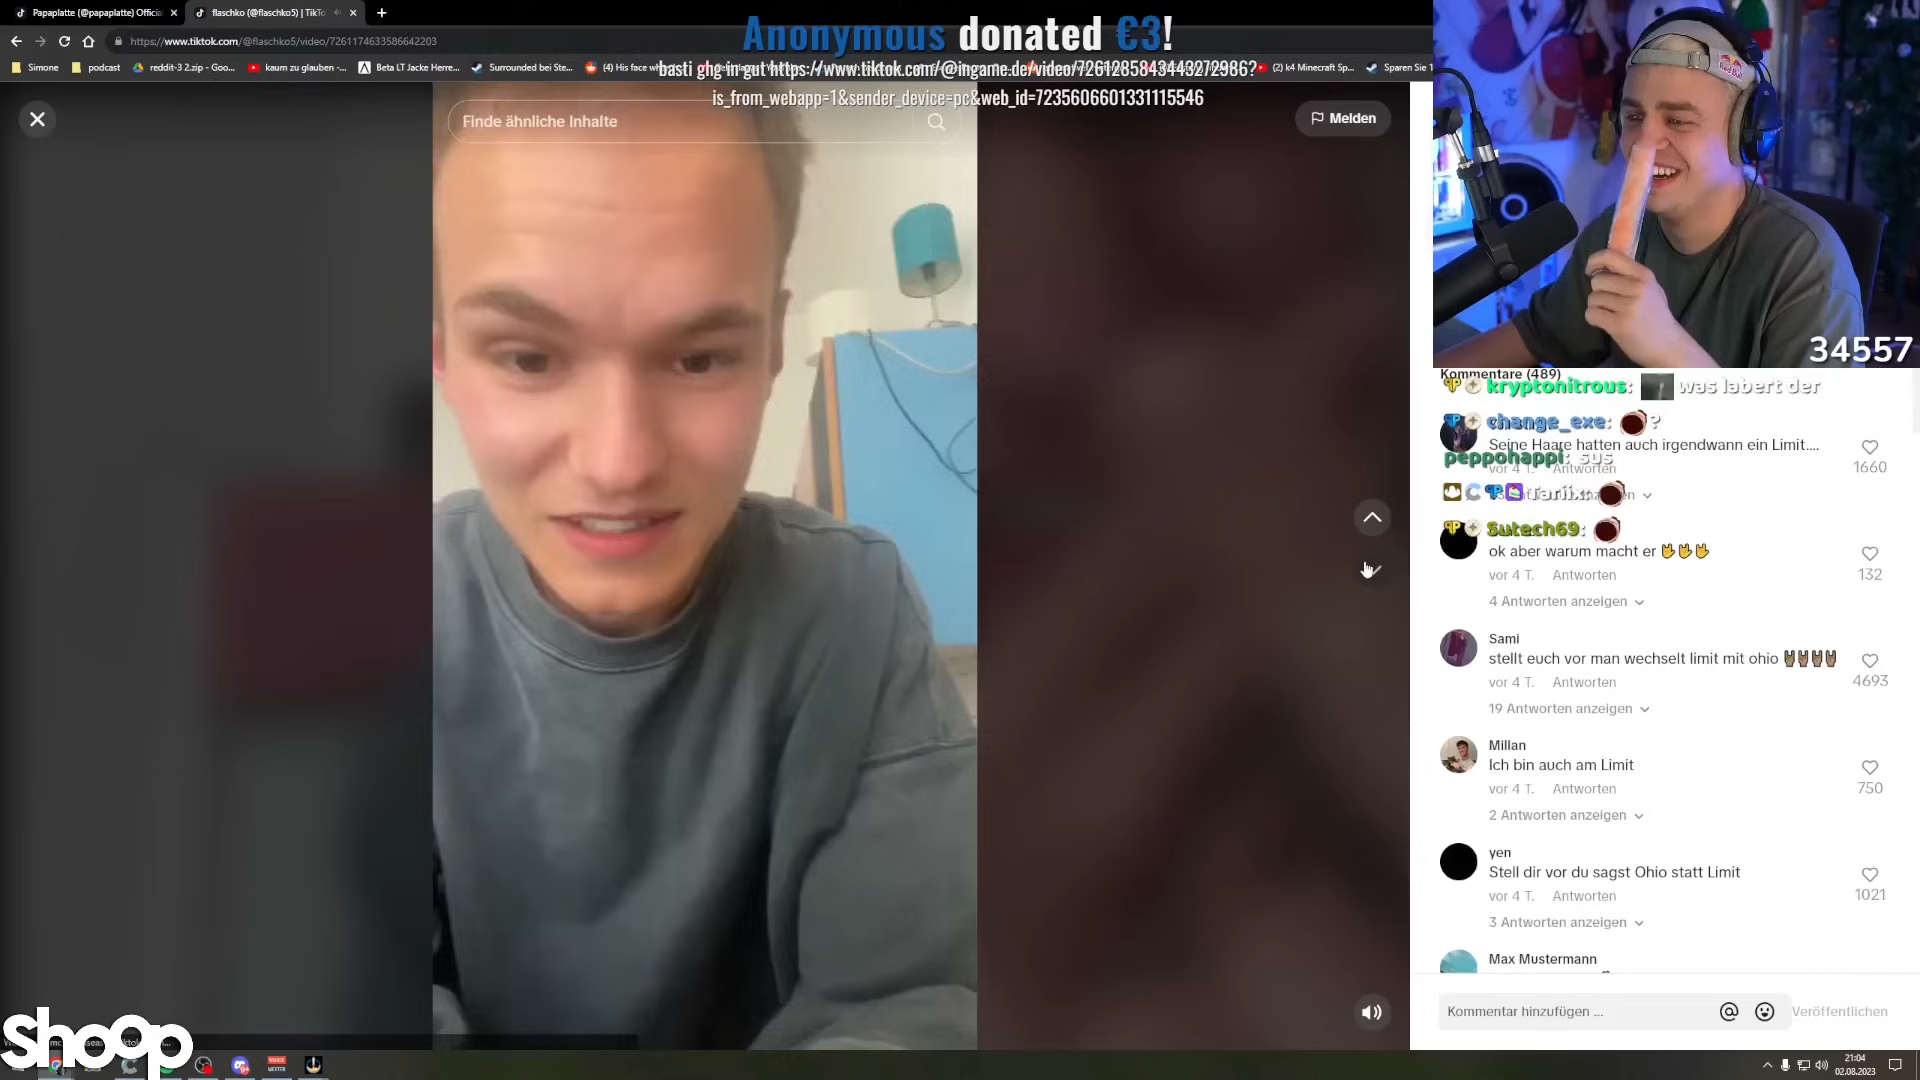 Papaplatte (@papaplatte) Officia
flaschko (@flaschko5) | TikTo
https://www.tiktok.com/@flaschko5/video/7261174633586642203
Simone
podcast
reddit-3 2.zip - Goo...
kaum zu glauben -...
Beta LT Jacke Herre...
Surrounded bei Ste...
(4) His face wh
(2) k4 Minecraft Sp...
Sparen Sie 1
Anonymous donated €3!
basti ghg in gut https://www.tiktok.com/@ingame.de/video/7261285843443272986?
is_from_webapp=1&sender_device=pc&web_id=7235606601331115546
Finde ähnliche Inhalte
Melden
34557
Kommentare (489)
kryptonitrous: was labert der
change_exe: ?
Seine Haare hatten auch irgendwann ein Limit....
peppohappi: sus
vor 4 T. Antworten
1660
Tariix:
Sutech69:
ok aber warum macht er 🤟🤟🤟
vor 4 T. Antworten
132
4 Antworten anzeigen
Sami
stellt euch vor man wechselt limit mit ohio 🤘🤘🤘🤘
vor 4 T. Antworten
4693
19 Antworten anzeigen
Millan
Ich bin auch am Limit
vor 4 T. Antworten
750
2 Antworten anzeigen
yen
Stell dir vor du sagst Ohio statt Limit
vor 4 T. Antworten
1021
3 Antworten anzeigen
Max Mustermann
Kommentar hinzufügen ...
Veröffentlichen
shoop
21:04
02.08.2023